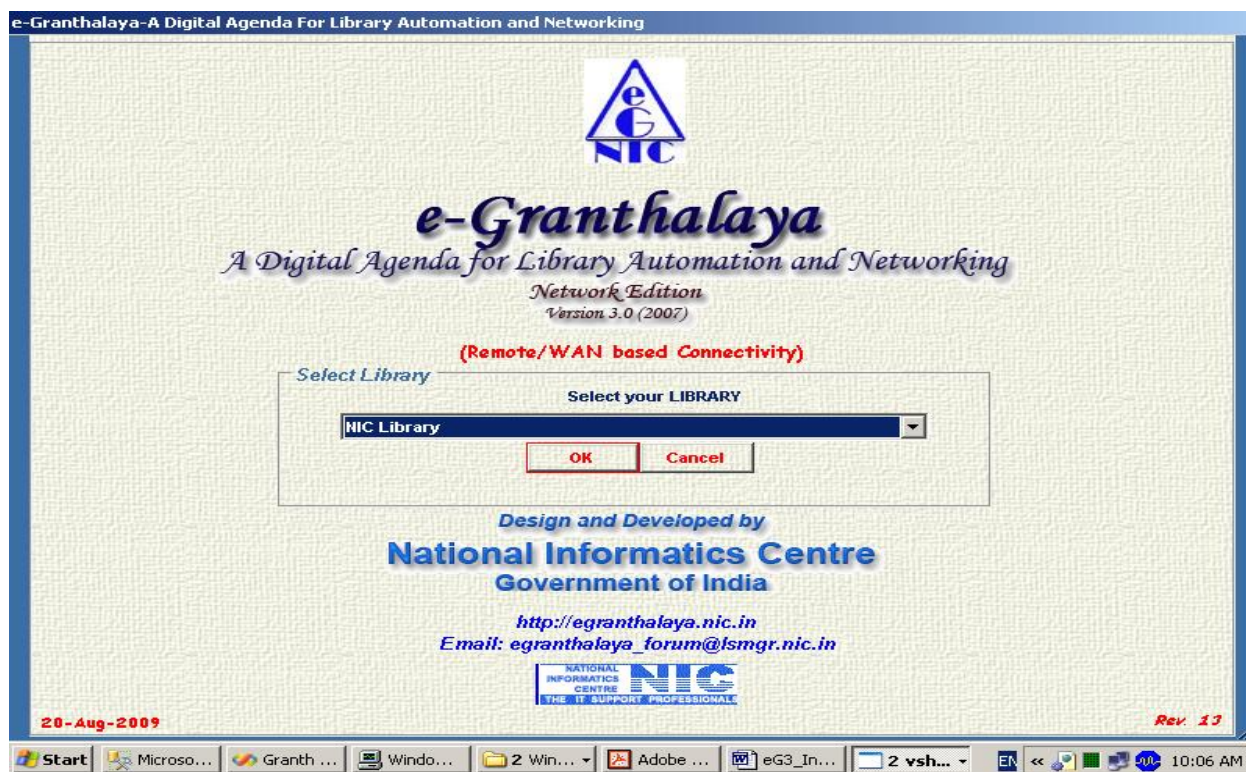 e-Granthalaya-A Digital Agenda For Library Automation and Networking
eG
NIC
e-Granthalaya
A Digital Agenda for Library Automation and Networking
Network Edition
Version 3.0 (2007)
(Remote/WAN based Connectivity)
Select Library
Select your LIBRARY
NIC Library
OK Cancel
Design and Developed by
National Informatics Centre
Government of India
http://egranthalaya.nic.in
Email: egranthalaya_forum@lsmgr.nic.in
NATIONAL
INFORMATICS
CENTRE
NIC
THE IT SUPPORT PROFESSIONALS
20-Aug-2009 Rev. 13
Start Microso... Granth ... Windo... 2 Win... Adobe ... eG3_In... 2 vsh... EN « 10:06 AM